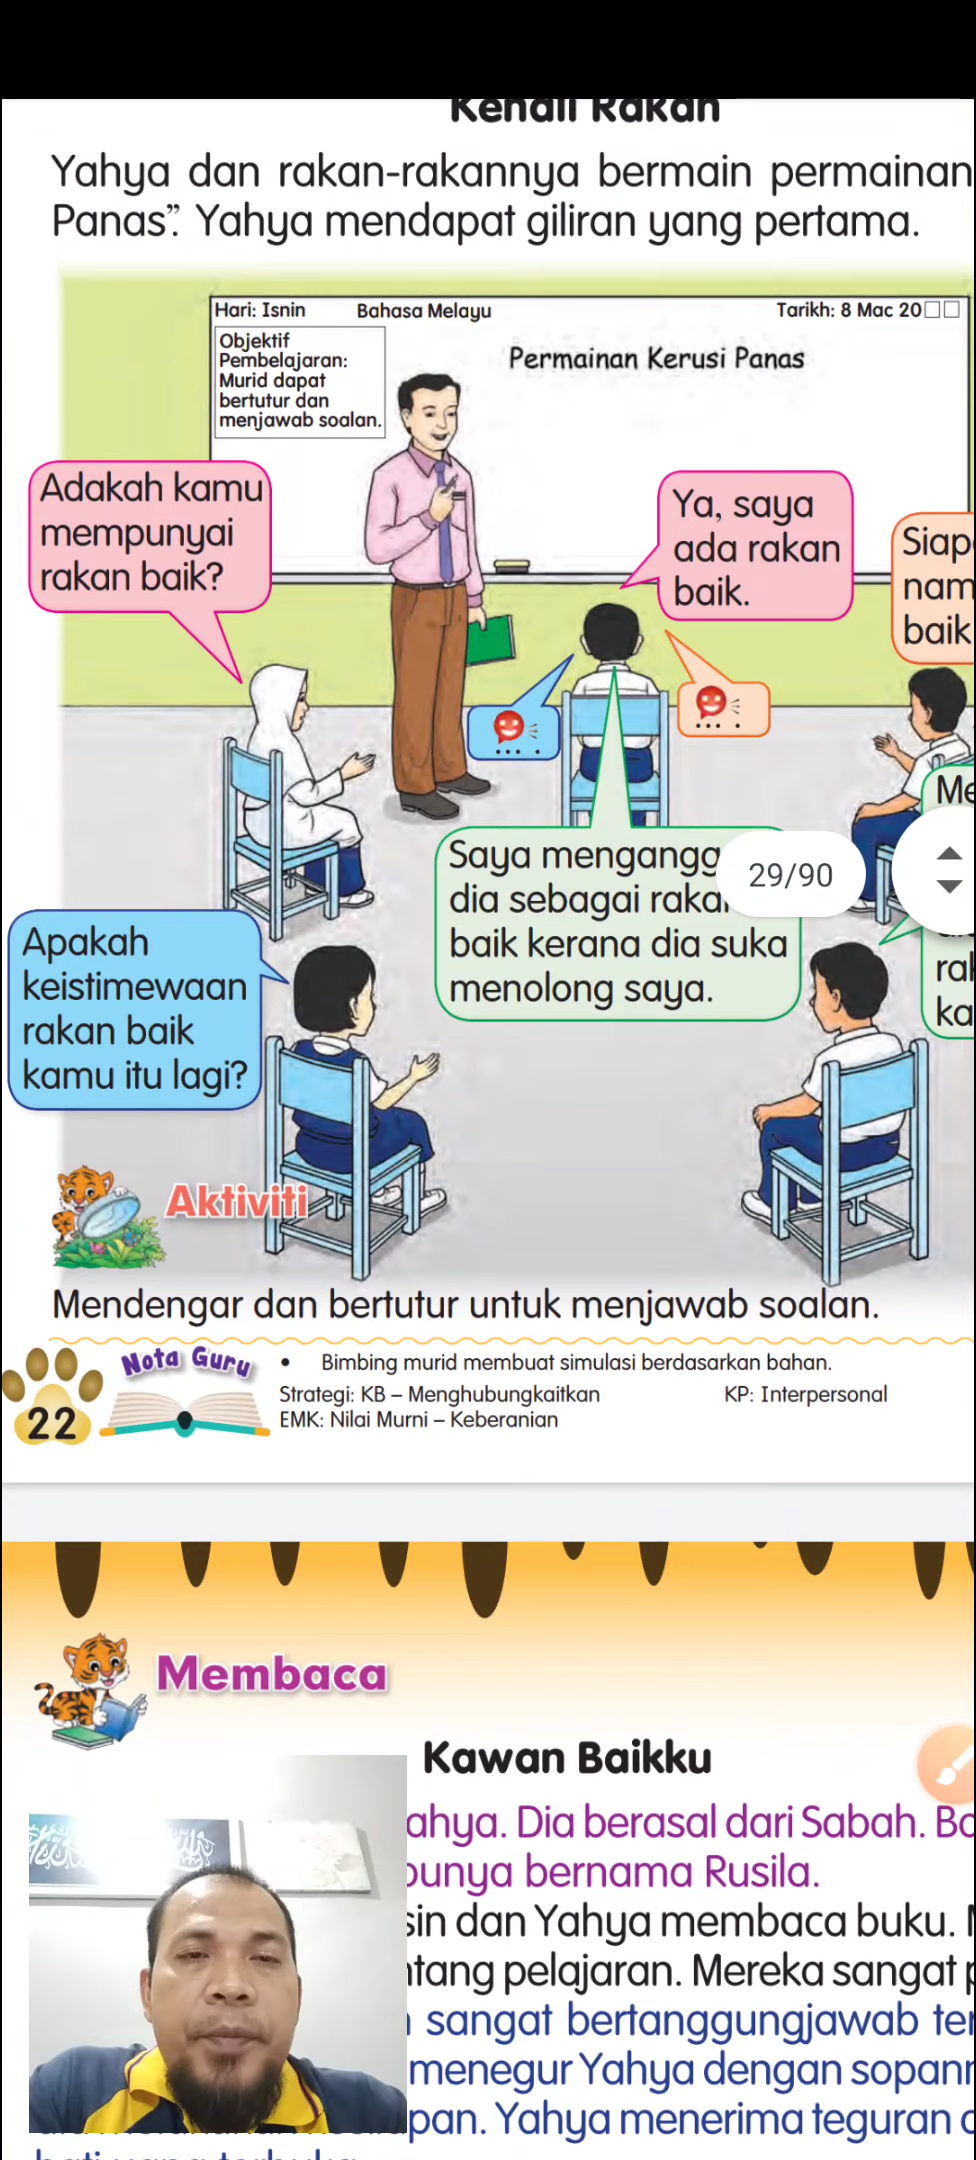 Kenali Rakan
Yahya dan rakan-rakannya bermain permainan
Panas”. Yahya mendapat giliran yang pertama.
Hari: Isnin Bahasa Melayu Tarikh: 8 Mac 20□□
Objektif
Pembelajaran:
Murid dapat
bertutur dan
menjawab soalan.
Permainan Kerusi Panas
Adakah kamu
mempunyai
rakan baik?
Ya, saya
ada rakan
baik.
Siap
nam
baik
Me
Saya mengangg
dia sebagai raka
baik kerana dia suka
menolong saya.
29/90
ra
ka
Apakah
keistimewaan
rakan baik
kamu itu lagi?
Aktiviti
Mendengar dan bertutur untuk menjawab soalan.
Nota Guru
• Bimbing murid membuat simulasi berdasarkan bahan.
Strategi: KB – Menghubungkaitkan KP: Interpersonal
EMK: Nilai Murni – Keberanian
22
Membaca
Kawan Baikku
ahya. Dia berasal dari Sabah. Ba
punya bernama Rusila.
sin dan Yahya membaca buku.
ntang pelajaran. Mereka sangat p
sangat bertanggungjawab ter
menegur Yahya dengan sopan
pan. Yahya menerima teguran